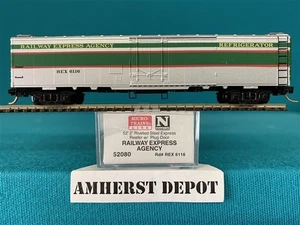 RAILWAY EXPRESS AGENCY REFRIGERATOR
REX 6116
MICRO
TRAINS
LINE
N
52' 2" Riveted Steel Express
Reefer w/ Plug Door
RAILWAY EXPRESS
AGENCY
52080 Rd# REX 6116
AMHERST DEPOT